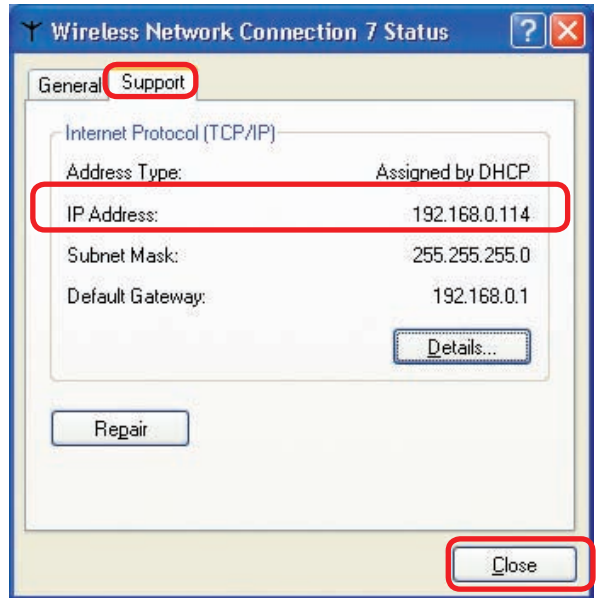 Wireless Network Connection 7 Status
General Support
Internet Protocol (TCP/IP)
Address Type: Assigned by DHCP
IP Address: 192.168.0.114
Subnet Mask: 255.255.255.0
Default Gateway: 192.168.0.1
Details...
Repair
Close